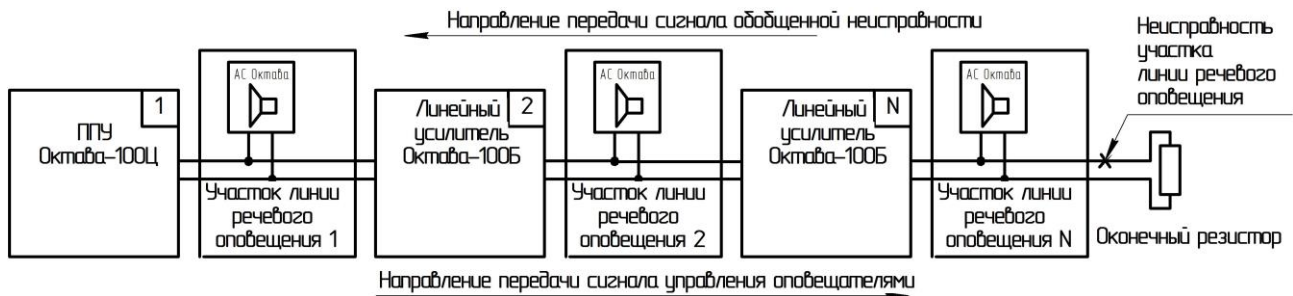 Направление передачи сигнала обобщенной неисправности
Неисправность
участка
линии речевого
оповещения
1
ППУ
Октава-100Ц
АС Октава
Участок линии
речевого
оповещения 1
2
Линейный
усилитель
Октава-100Б
АС Октава
Участок линии
речевого
оповещения 2
N
Линейный
усилитель
Октава-100Б
АС Октава
Участок линии
речевого
оповещения N
Оконечный резистор
Направление передачи сигнала управления оповещателями